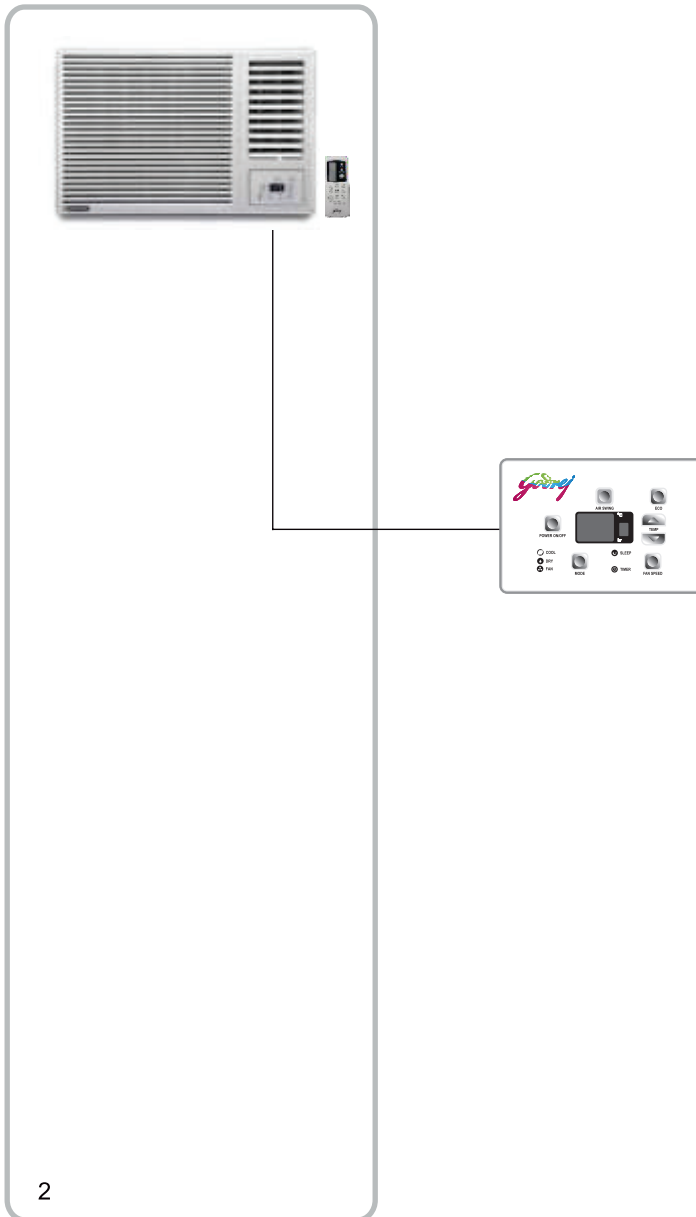 Godrej
AIR SWING
ECO
POWER ON/OFF
TEMP
COOL
SLEEP
DRY
FAN
TIMER
MODE
FAN SPEED
2